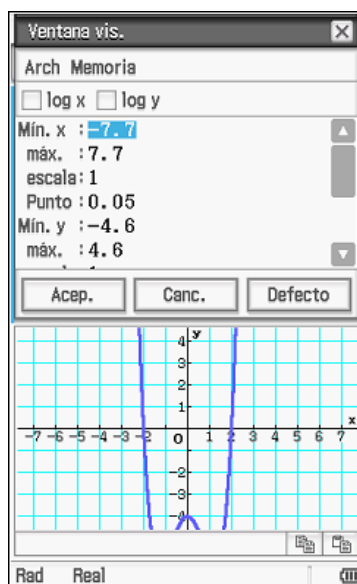 Ventana vis.
Arch Memoria
log x log y
Mín. x :-7.7
máx. :7.7
escala:1
Punto :0.05
Mín. y :-4.6
máx. :4.6
Acep. Canc. Defecto
y
4
3
2
1
x
-7 -6 -5 -4 -3 -2 0 1 2 3 4 5 6 7
-2
-3
-4
Rad Real